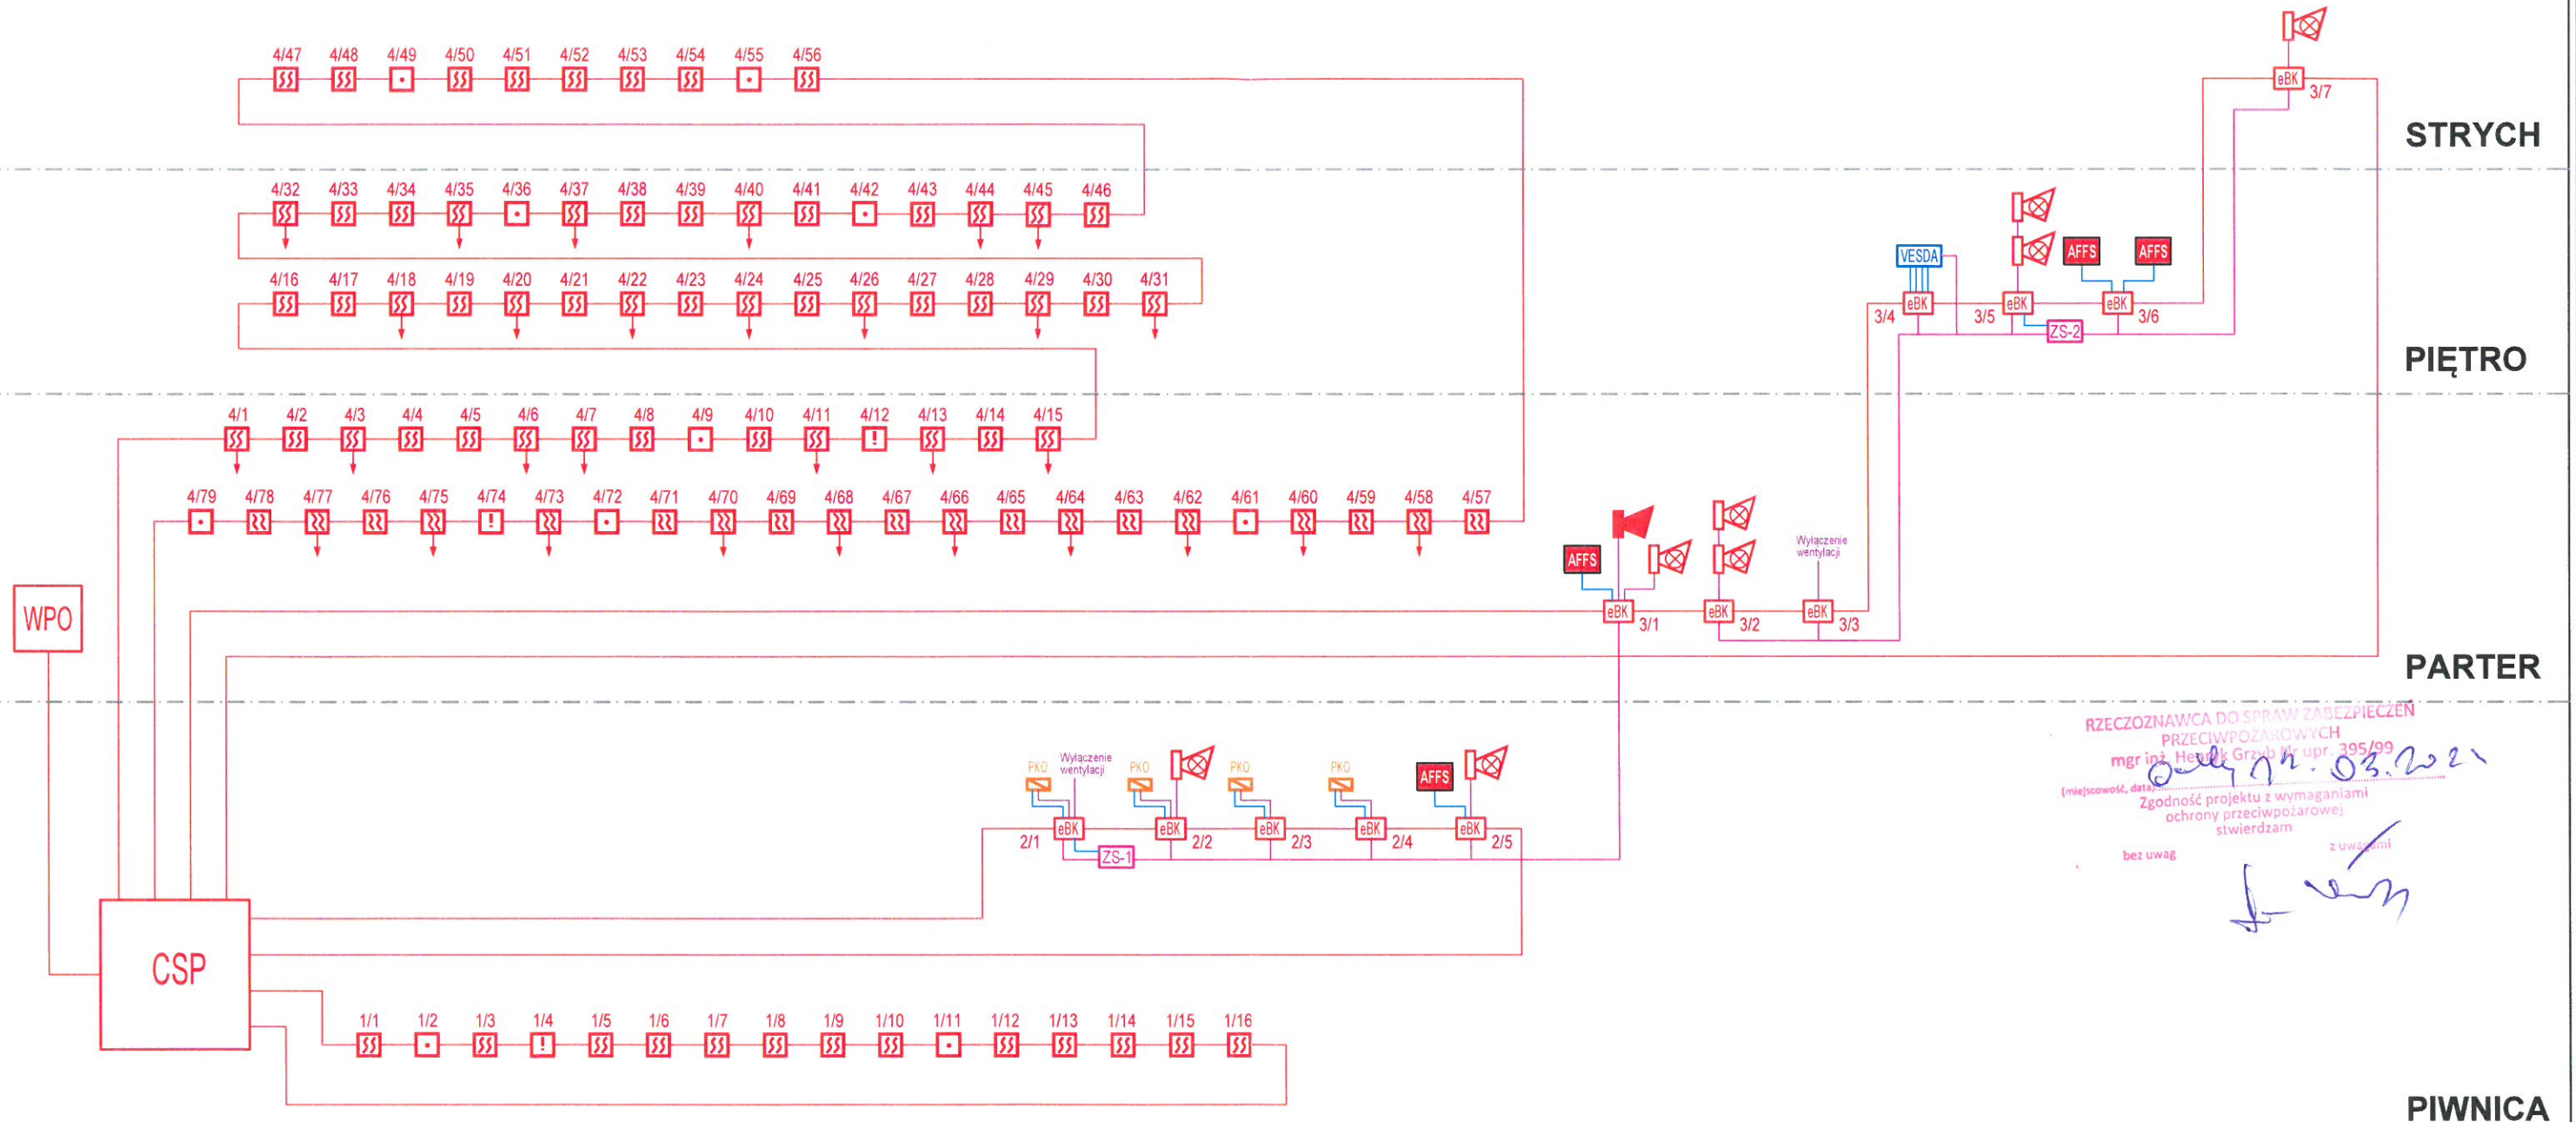 4/47 4/48 4/49 4/50 4/51 4/52 4/53 4/54 4/55 4/56
eBK
3/7
STRYCH
4/32 4/33 4/34 4/35 4/36 4/37 4/38 4/39 4/40 4/41 4/42 4/43 4/44 4/45 4/46
VESDA AFFS AFFS
4/16 4/17 4/18 4/19 4/20 4/21 4/22 4/23 4/24 4/25 4/26 4/27 4/28 4/29 4/30 4/31
eBK eBK eBK
3/4 3/5 3/6
ZS-2
PIĘTRO
4/1 4/2 4/3 4/4 4/5 4/6 4/7 4/8 4/9 4/10 4/11 4/12 4/13 4/14 4/15
!
4/79 4/78 4/77 4/76 4/75 4/74 4/73 4/72 4/71 4/70 4/69 4/68 4/67 4/66 4/65 4/64 4/63 4/62 4/61 4/60 4/59 4/58 4/57
!
AFFS
Wyłączenie
wentylacji
WPO
eBK eBK eBK
3/1 3/2 3/3
PARTER
RZECZOZNAWCA DO SPRAW ZABEZPIECZEŃ
PRZECIWPOŻAROWYCH
mgr inż. Henryk Grzyb Nr upr. 395/99
03.2021
(miejscowość, data)
Zgodność projektu z wymaganiami
ochrony przeciwpożarowej
stwierdzam
bez uwag z uwagami
PKO Wyłączenie
wentylacji
PKO PKO PKO AFFS
eBK eBK eBK eBK eBK
2/1 2/2 2/3 2/4 2/5
ZS-1
CSP
1/1 1/2 1/3 1/4 1/5 1/6 1/7 1/8 1/9 1/10 1/11 1/12 1/13 1/14 1/15 1/16
!
PIWNICA